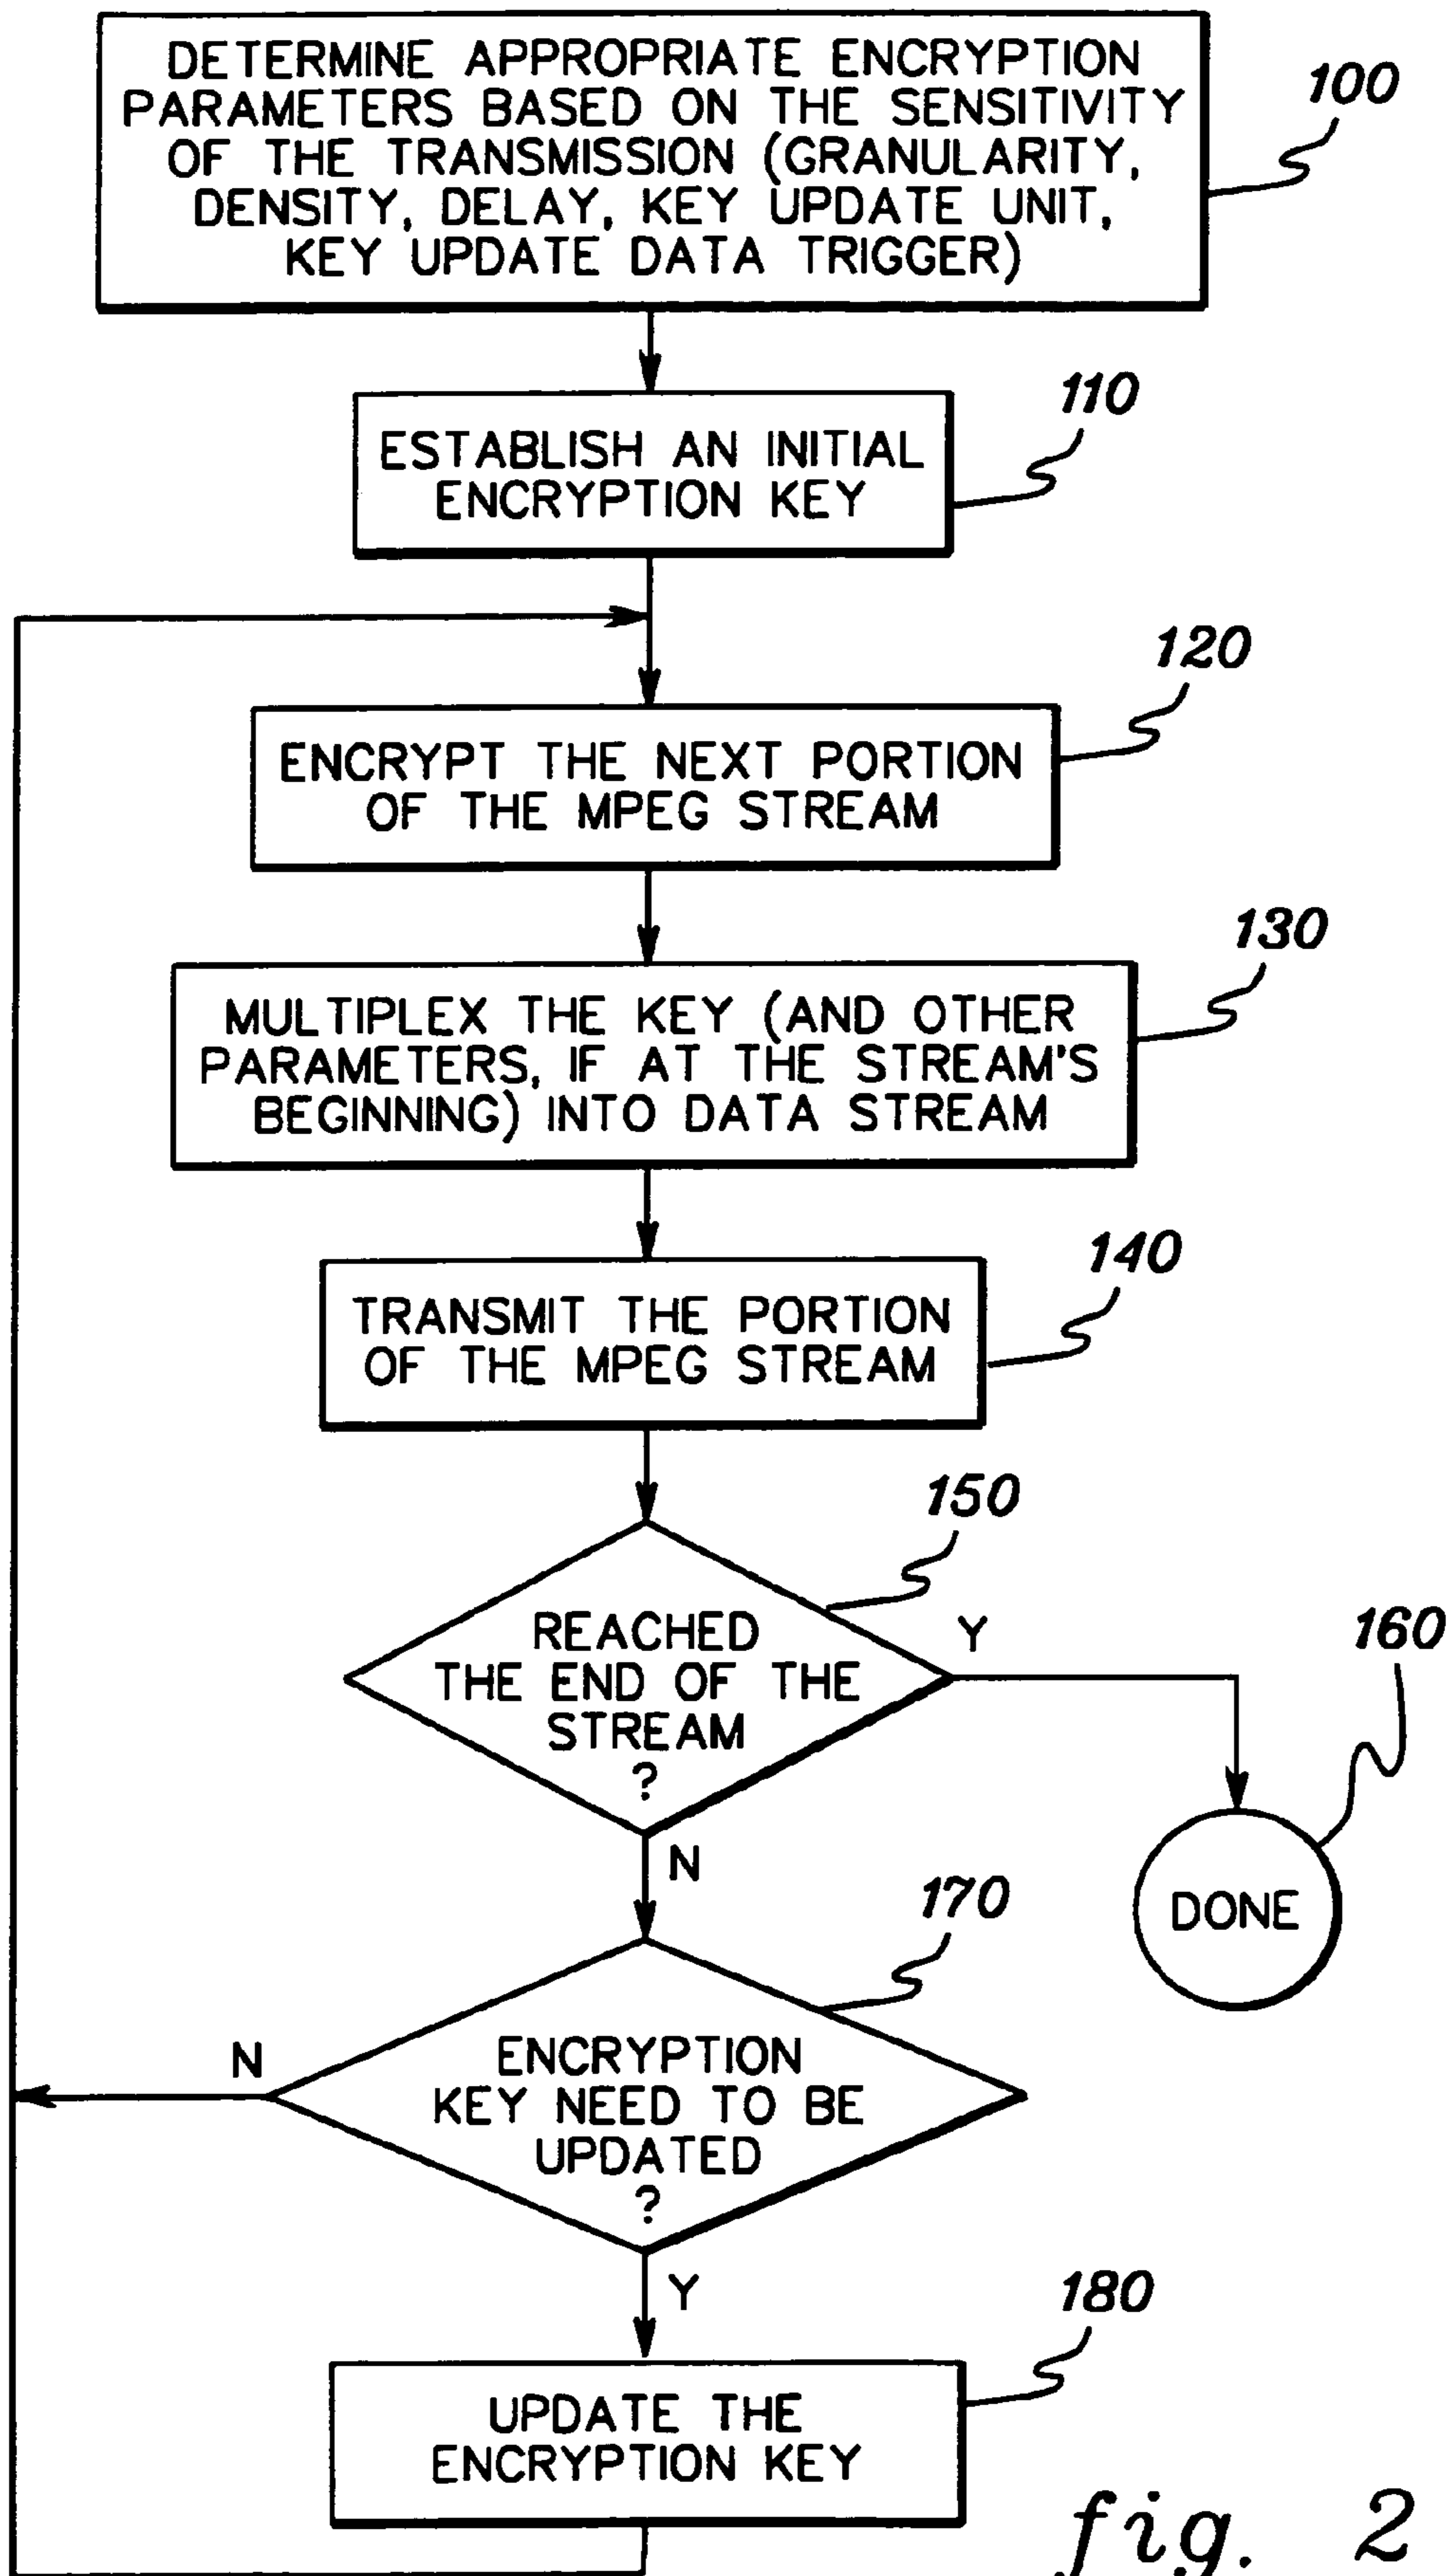 DETERMINE APPROPRIATE ENCRYPTION
PARAMETERS BASED ON THE SENSITIVITY
OF THE TRANSMISSION (GRANULARITY,
DENSITY, DELAY, KEY UPDATE UNIT,
KEY UPDATE DATA TRIGGER)
100
110
ESTABLISH AN INITIAL
ENCRYPTION KEY
120
ENCRYPT THE NEXT PORTION
OF THE MPEG STREAM
130
MULTIPLEX THE KEY (AND OTHER
PARAMETERS, IF AT THE STREAM'S
BEGINNING) INTO DATA STREAM
140
TRANSMIT THE PORTION
OF THE MPEG STREAM
150
REACHED
THE END OF THE
STREAM
?
Y
160
N
DONE
170
N
ENCRYPTION
KEY NEED TO BE
UPDATED
?
Y
180
UPDATE THE
ENCRYPTION KEY
fig. 2